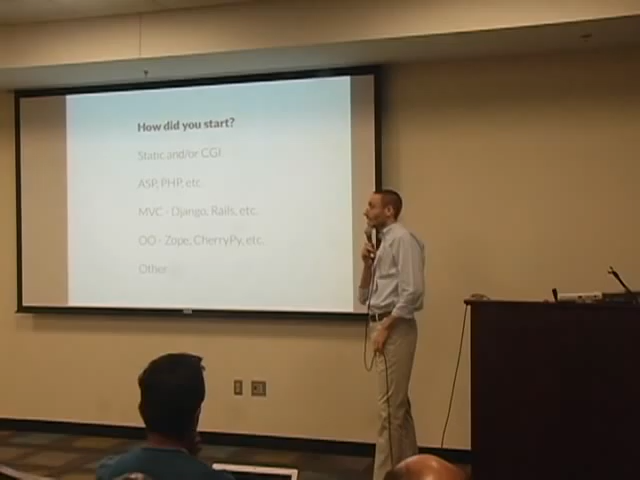 How did you start?
Static and/or CGI
ASP, PHP, etc.
MVC - Django, Rails, etc.
OO - Zope, CherryPy, etc.
Other